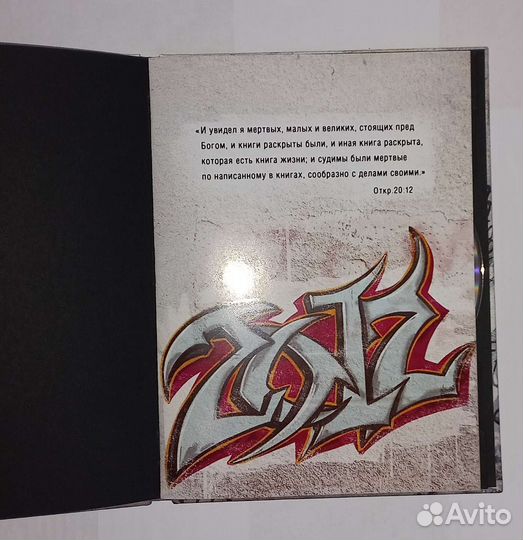 «И увидел я мертвых, малых и великих, стоящих пред
Богом, и книги раскрыты были, и иная книга раскрыта,
которая есть книга жизни; и судимы были мертвые
по написанному в книгах, сообразно с делами своими.»
Откр.20:12
Avito